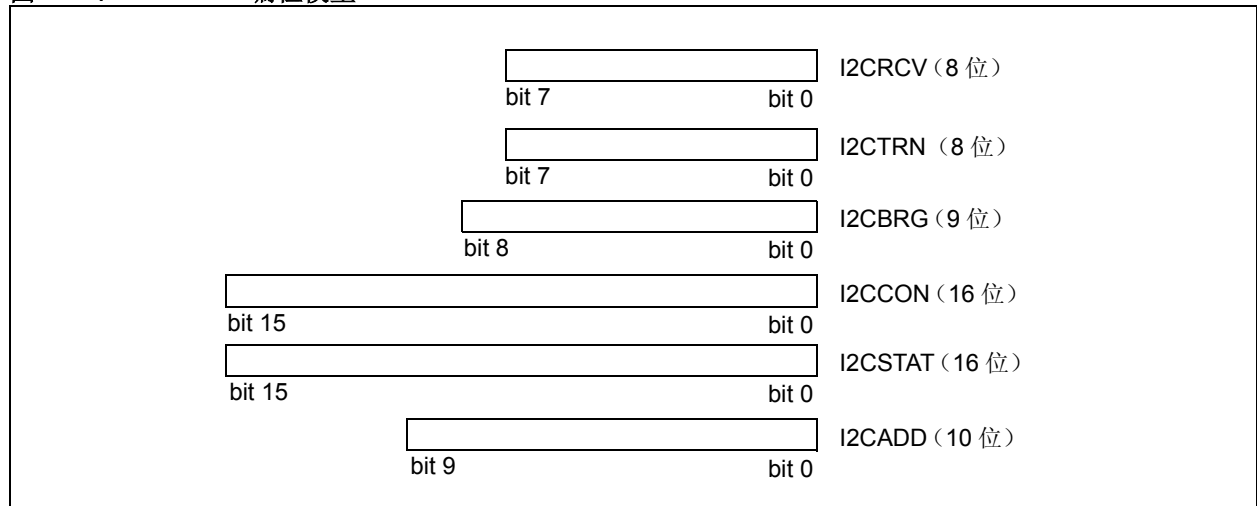 I2CRCV（8 位）
bit 7 bit 0
I2CTRN （8 位）
bit 7 bit 0
I2CBRG（9 位）
bit 8 bit 0
I2CCON（16 位）
bit 15 bit 0
I2CSTAT（16 位）
bit 15 bit 0
I2CADD（10 位）
bit 9 bit 0